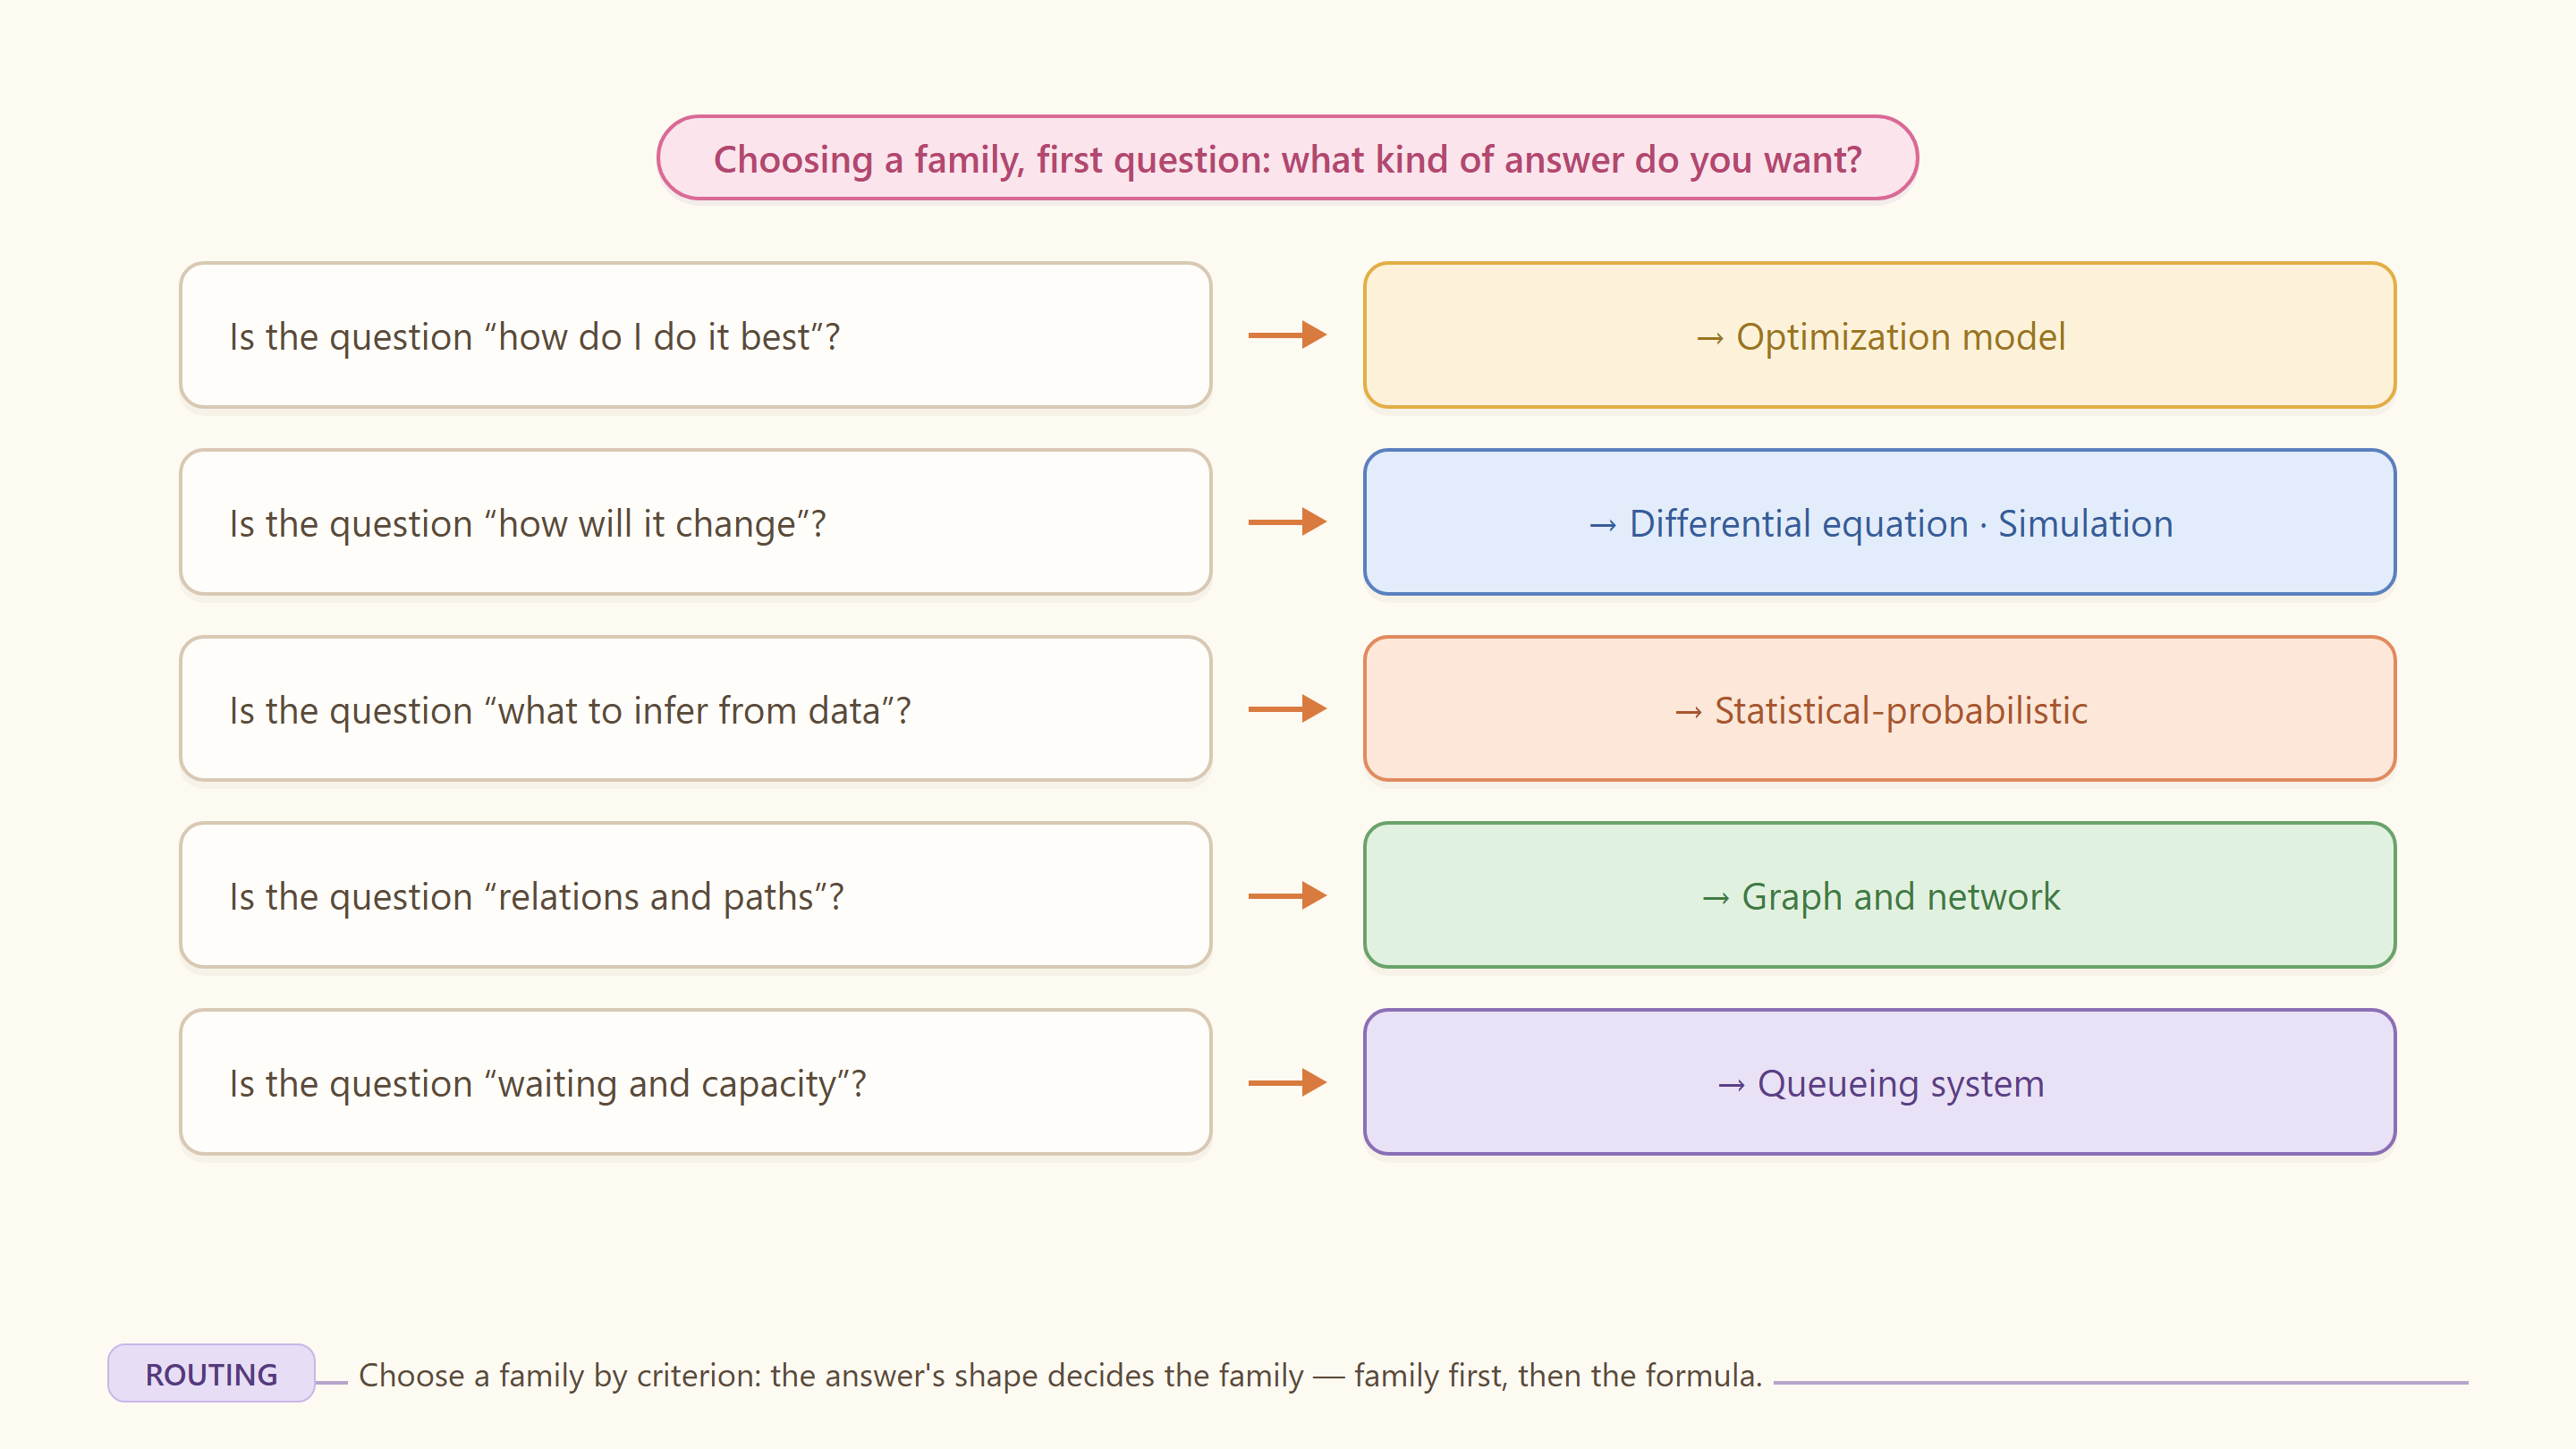 Choosing a family, first question: what kind of answer do you want?
Is the question “how do I do it best”?
→ Optimization model
Is the question “how will it change”?
→ Differential equation · Simulation
Is the question “what to infer from data”?
→ Statistical-probabilistic
Is the question “relations and paths”?
→ Graph and network
Is the question “waiting and capacity”?
→ Queueing system
ROUTING
Choose a family by criterion: the answer's shape decides the family — family first, then the formula.